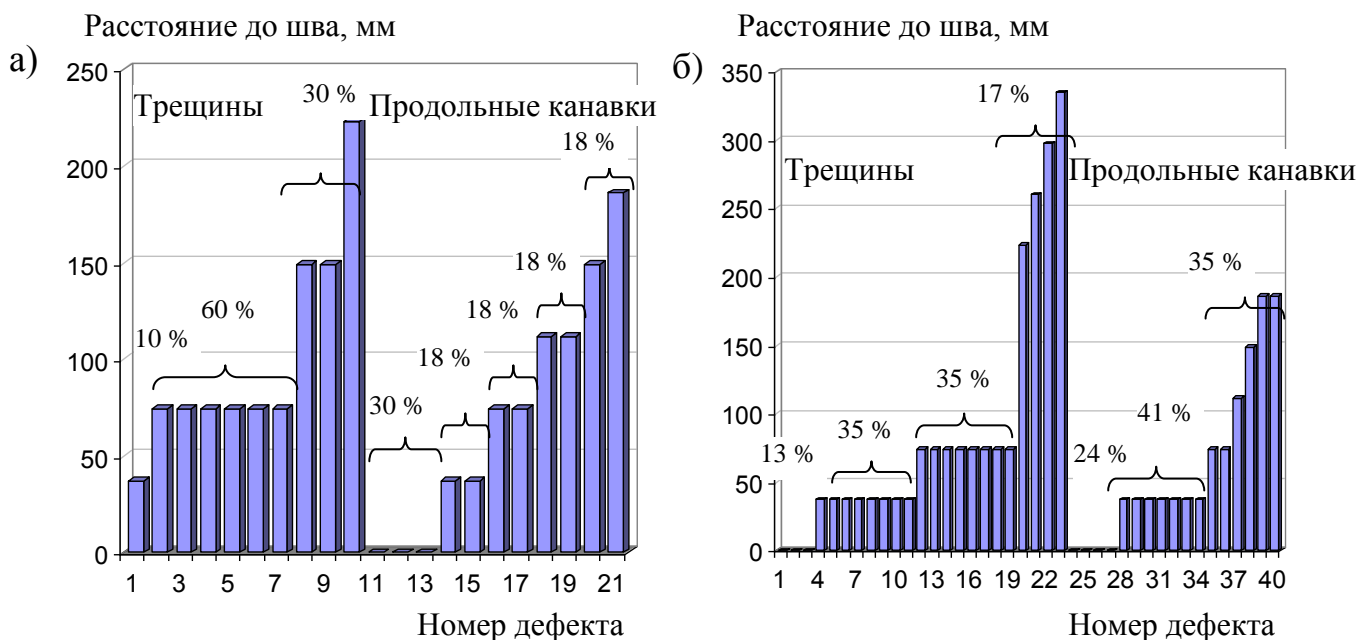 Расстояние до шва, мм
а)
250
200
150
100
50
0
Трещины
Продольные канавки
10 %
60 %
30 %
30 %
18 %
18 %
18 %
18 %
1 3 5 7 9 11 13 15 17 19 21
Номер дефекта
Расстояние до шва, мм
б)
350
300
250
200
150
100
50
0
Трещины
Продольные канавки
13 %
35 %
35 %
17 %
24 %
41 %
35 %
1 4 7 10 13 16 19 22 25 28 31 34 37 40
Номер дефекта